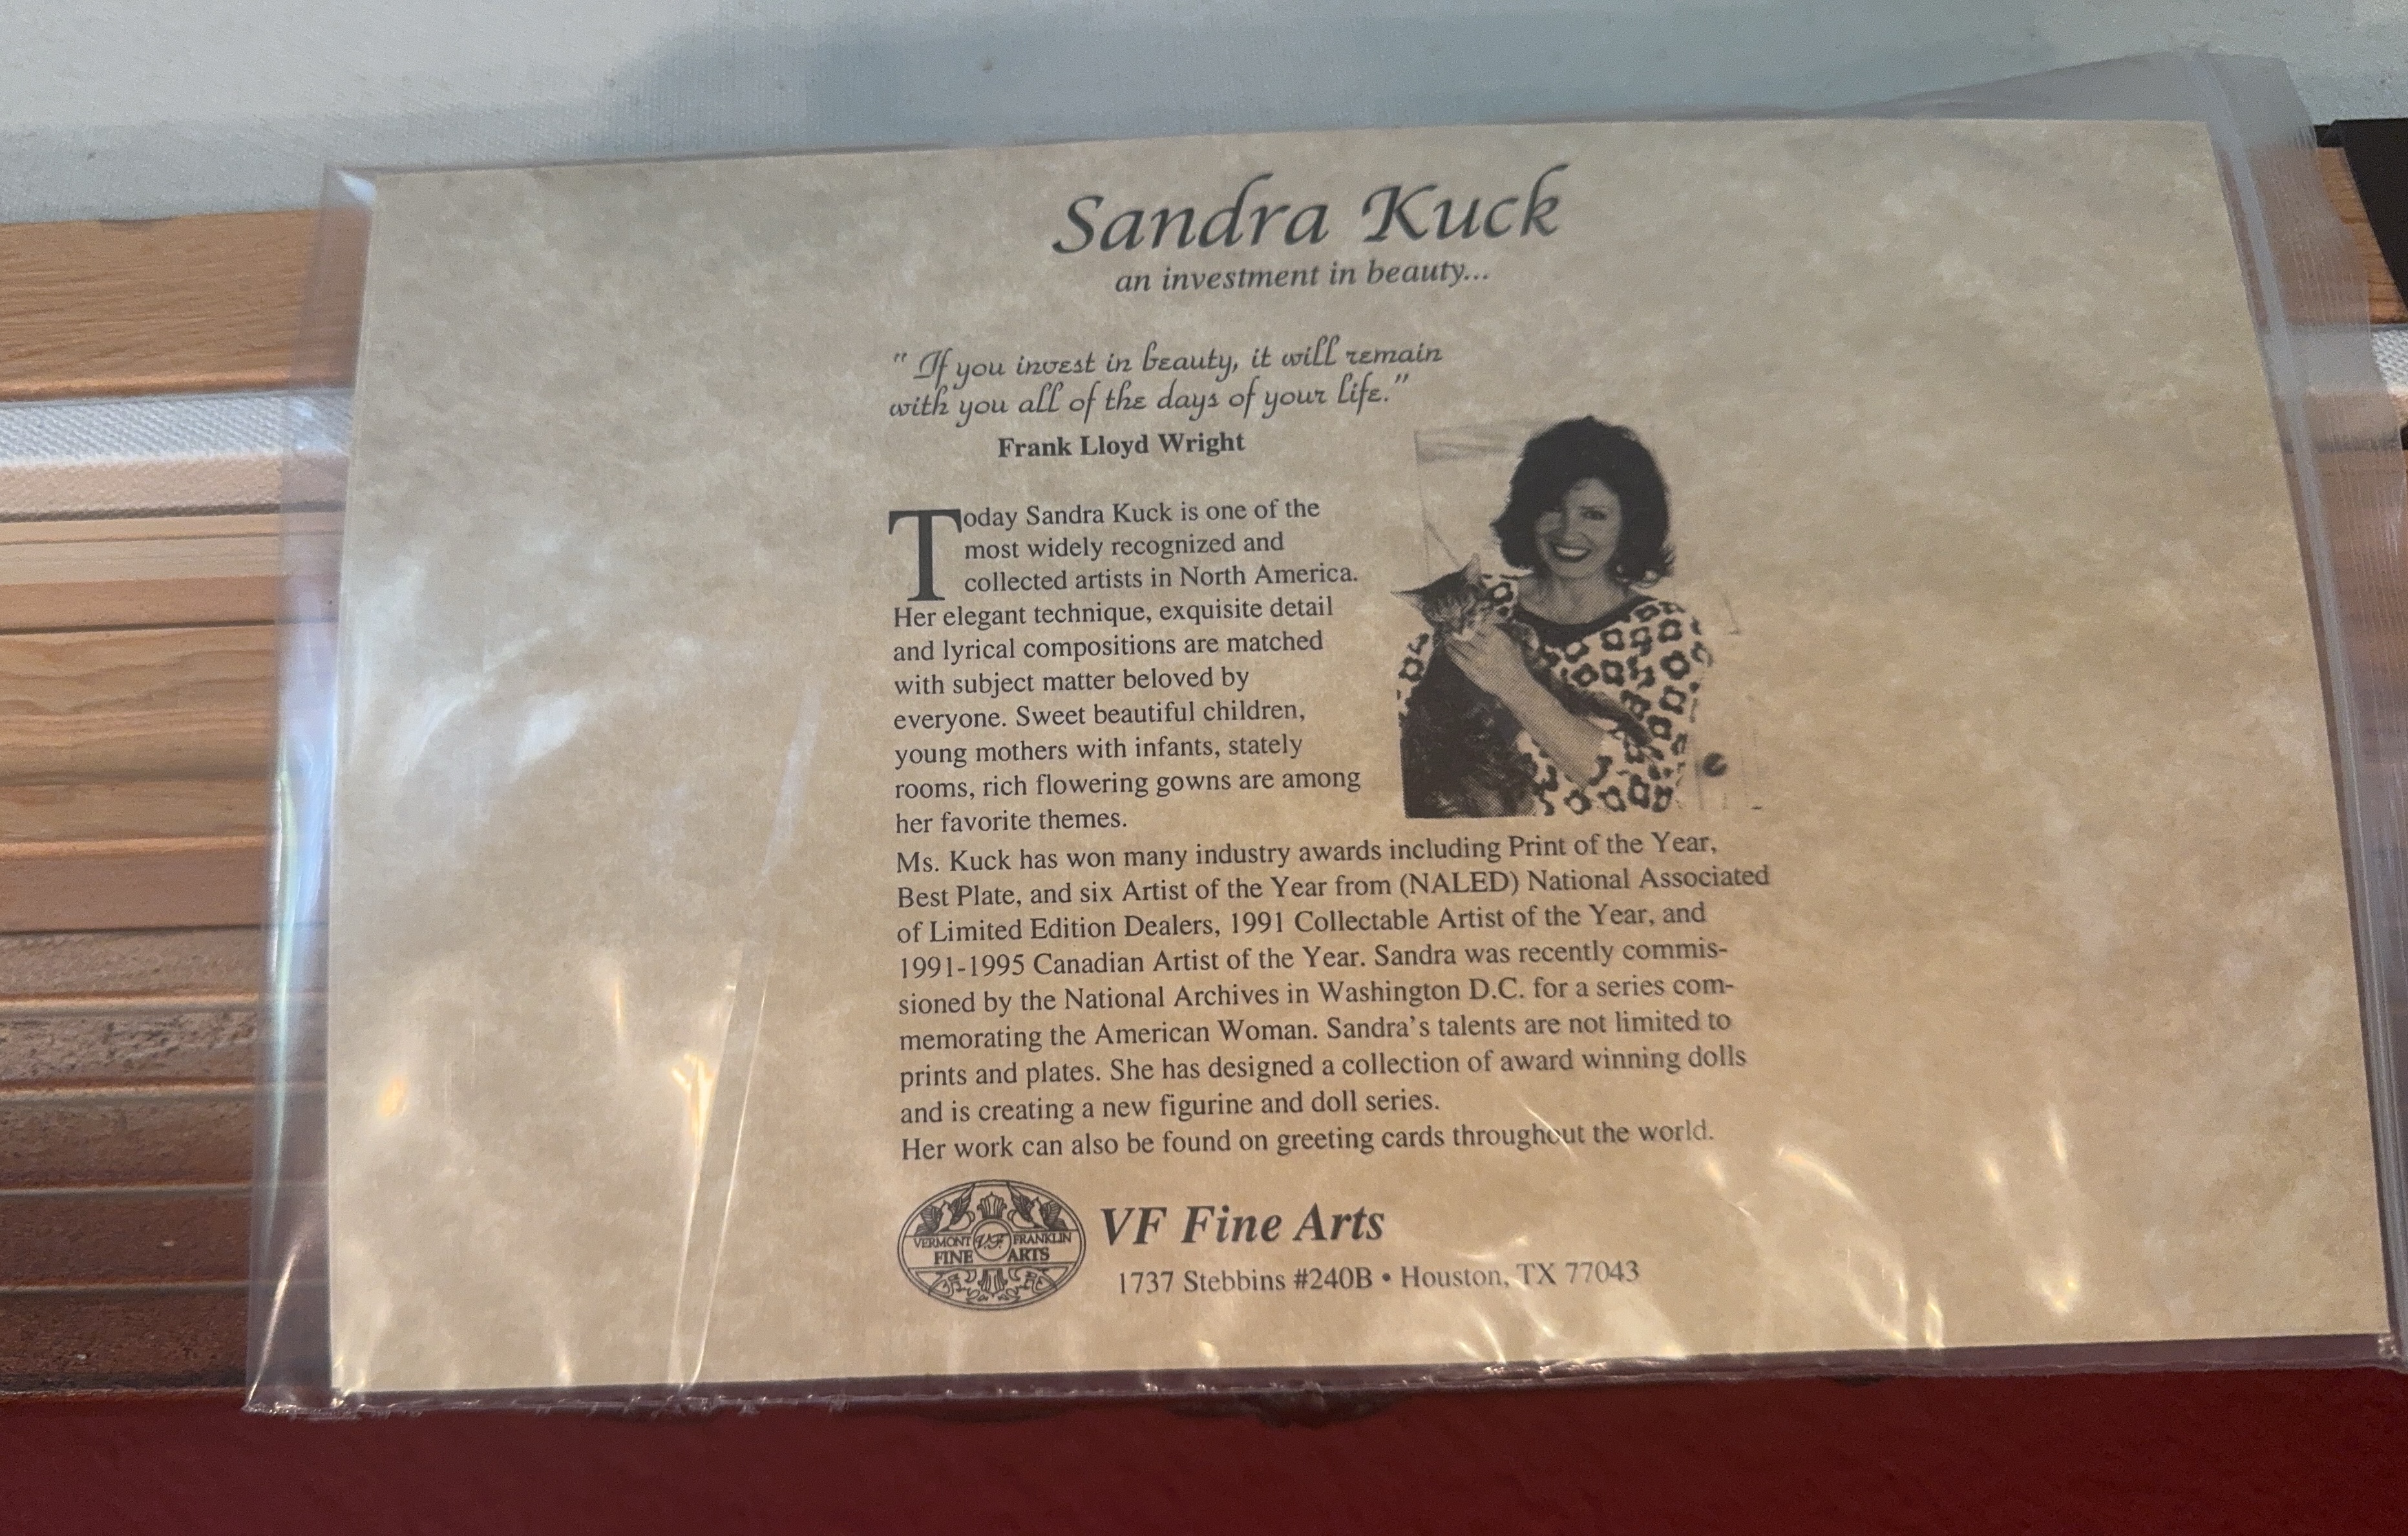 Sandra Kuck
an investment in beauty...
" If you invest in beauty, it will remain
with you all of the days of your life."
Frank Lloyd Wright
Today Sandra Kuck is one of the
most widely recognized and
collected artists in North America.
Her elegant technique, exquisite detail
and lyrical compositions are matched
with subject matter beloved by
everyone. Sweet beautiful children,
young mothers with infants, stately
rooms, rich flowering gowns are among
her favorite themes.
Ms. Kuck has won many industry awards including Print of the Year,
Best Plate, and six Artist of the Year from (NALED) National Associated
of Limited Edition Dealers, 1991 Collectable Artist of the Year, and
1991-1995 Canadian Artist of the Year. Sandra was recently commis-
sioned by the National Archives in Washington D.C. for a series com-
memorating the American Woman. Sandra's talents are not limited to
prints and plates. She has designed a collection of award winning dolls
and is creating a new figurine and doll series.
Her work can also be found on greeting cards throughout the world.
VERMONT VF FRANKLIN
FINE ARTS
VF Fine Arts
1737 Stebbins #240B • Houston, TX 77043